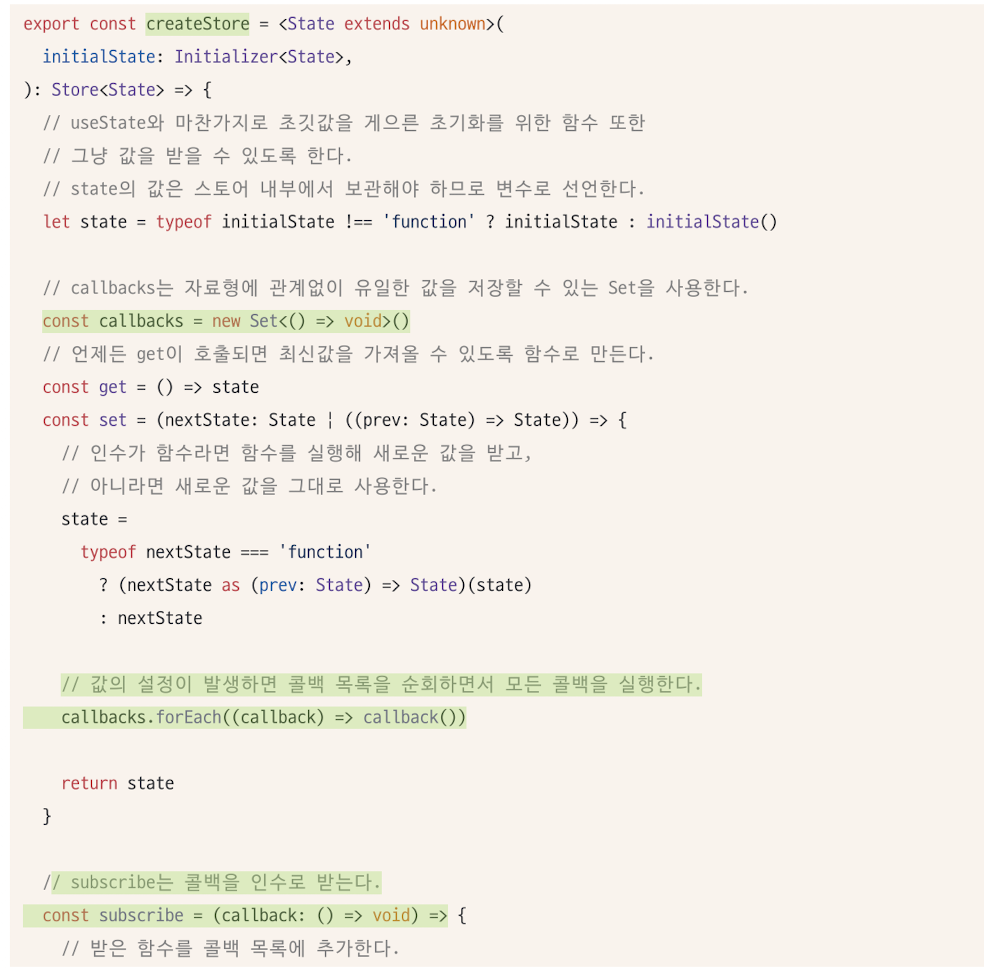 export const createStore = <State extends unknown>(
  initialState: Initializer<State>,
): Store<State> => {
  // useState와 마찬가지로 초깃값을 게으른 초기화를 위한 함수 또한
  // 그냥 값을 받을 수 있도록 한다.
  // state의 값은 스토어 내부에서 보관해야 하므로 변수로 선언한다.
  let state = typeof initialState !== 'function' ? initialState : initialState()
  // callbacks는 자료형에 관계없이 유일한 값을 저장할 수 있는 Set을 사용한다.
  const callbacks = new Set<() => void>()
  // 언제든 get이 호출되면 최신값을 가져올 수 있도록 함수로 만든다.
  const get = () => state
  const set = (nextState: State | ((prev: State) => State)) => {
    // 인수가 함수라면 함수를 실행해 새로운 값을 받고,
    // 아니라면 새로운 값을 그대로 사용한다.
    state =
      typeof nextState === 'function'
        ? (nextState as (prev: State) => State)(state)
        : nextState
    // 값의 설정이 발생하면 콜백 목록을 순회하면서 모든 콜백을 실행한다.
    callbacks.forEach((callback) => callback())
    return state
  }
  // subscribe는 콜백을 인수로 받는다.
  const subscribe = (callback: () => void) => {
    // 받은 함수를 콜백 목록에 추가한다.